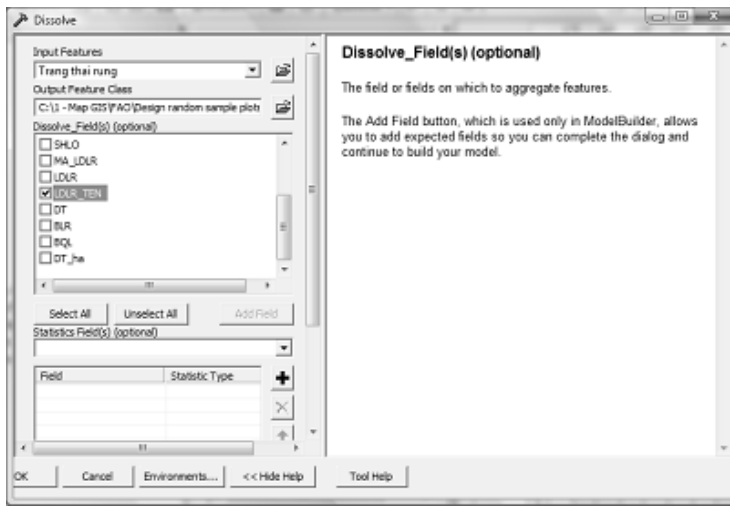 Dissolve
Input Features
Trang thai rung
Output Feature Class
C:\1 - Map GIS\FAO\Design random sample plot
Dissolve_Field(s) (optional)
SHLO
MA_LDLR
LDLR
LDLR_TEN
DT
BLR
BQL
DT_ha
Select All
Unselect All
Add Field
Statistics Field(s) (optional)
Field
Statistic Type
OK
Cancel
Environments...
<< Hide Help
Tool Help
Dissolve_Field(s) (optional)
The field or fields on which to aggregate features.
The Add Field button, which is used only in ModelBuilder, allows
you to add expected fields so you can complete the dialog and
continue to build your model.